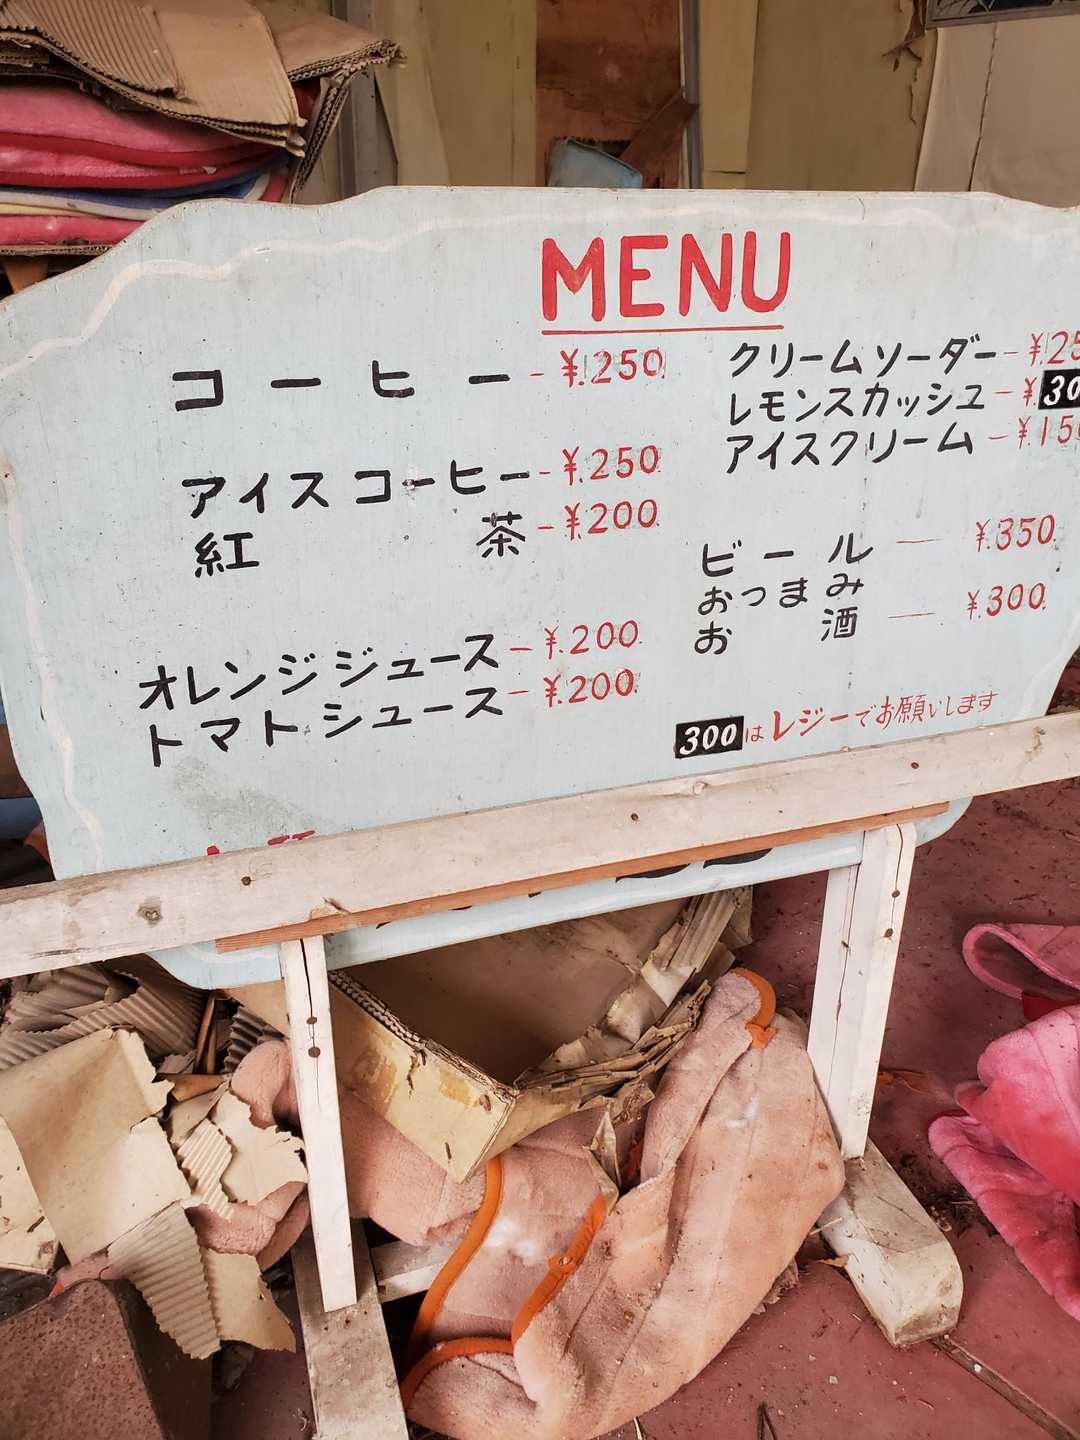 MENU
コーヒー - ¥.250.
アイスコーヒー - ¥.250
紅茶 - ¥.200
オレンジジュース - ¥.200.
トマトジュース - ¥.200.
クリームソーダー - ¥.25
レモンスカッシュ - ¥.30
アイスクリーム - ¥.150
ビール — ¥.350.
おつまみ
お酒 — ¥.300.
300はレジーでお願いします